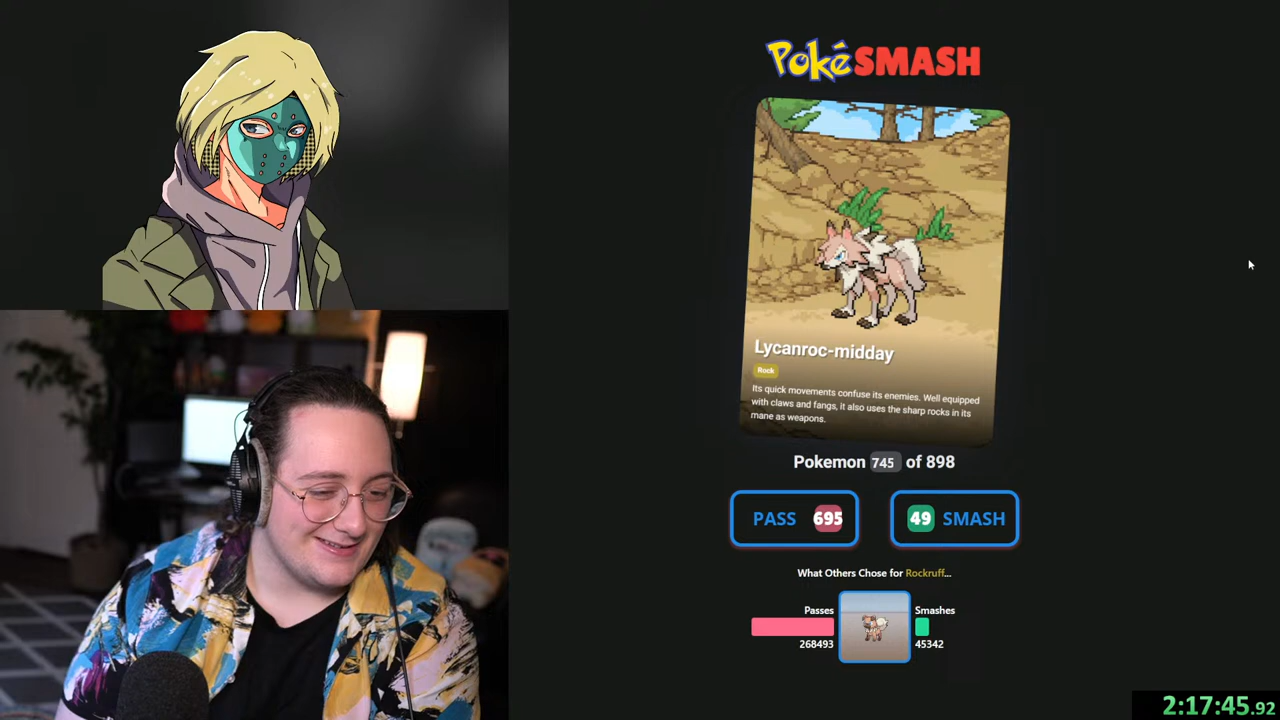 PokéSMASH
Lycanroc-midday
Rock
Its quick movements confuse its enemies. Well equipped
with claws and fangs, it also uses the sharp rocks in its
mane as weapons.
Pokemon 745 of 898
PASS 695
49 SMASH
What Others Chose for Rockruff...
Passes
268493
Smashes
45342
2:17:45.92